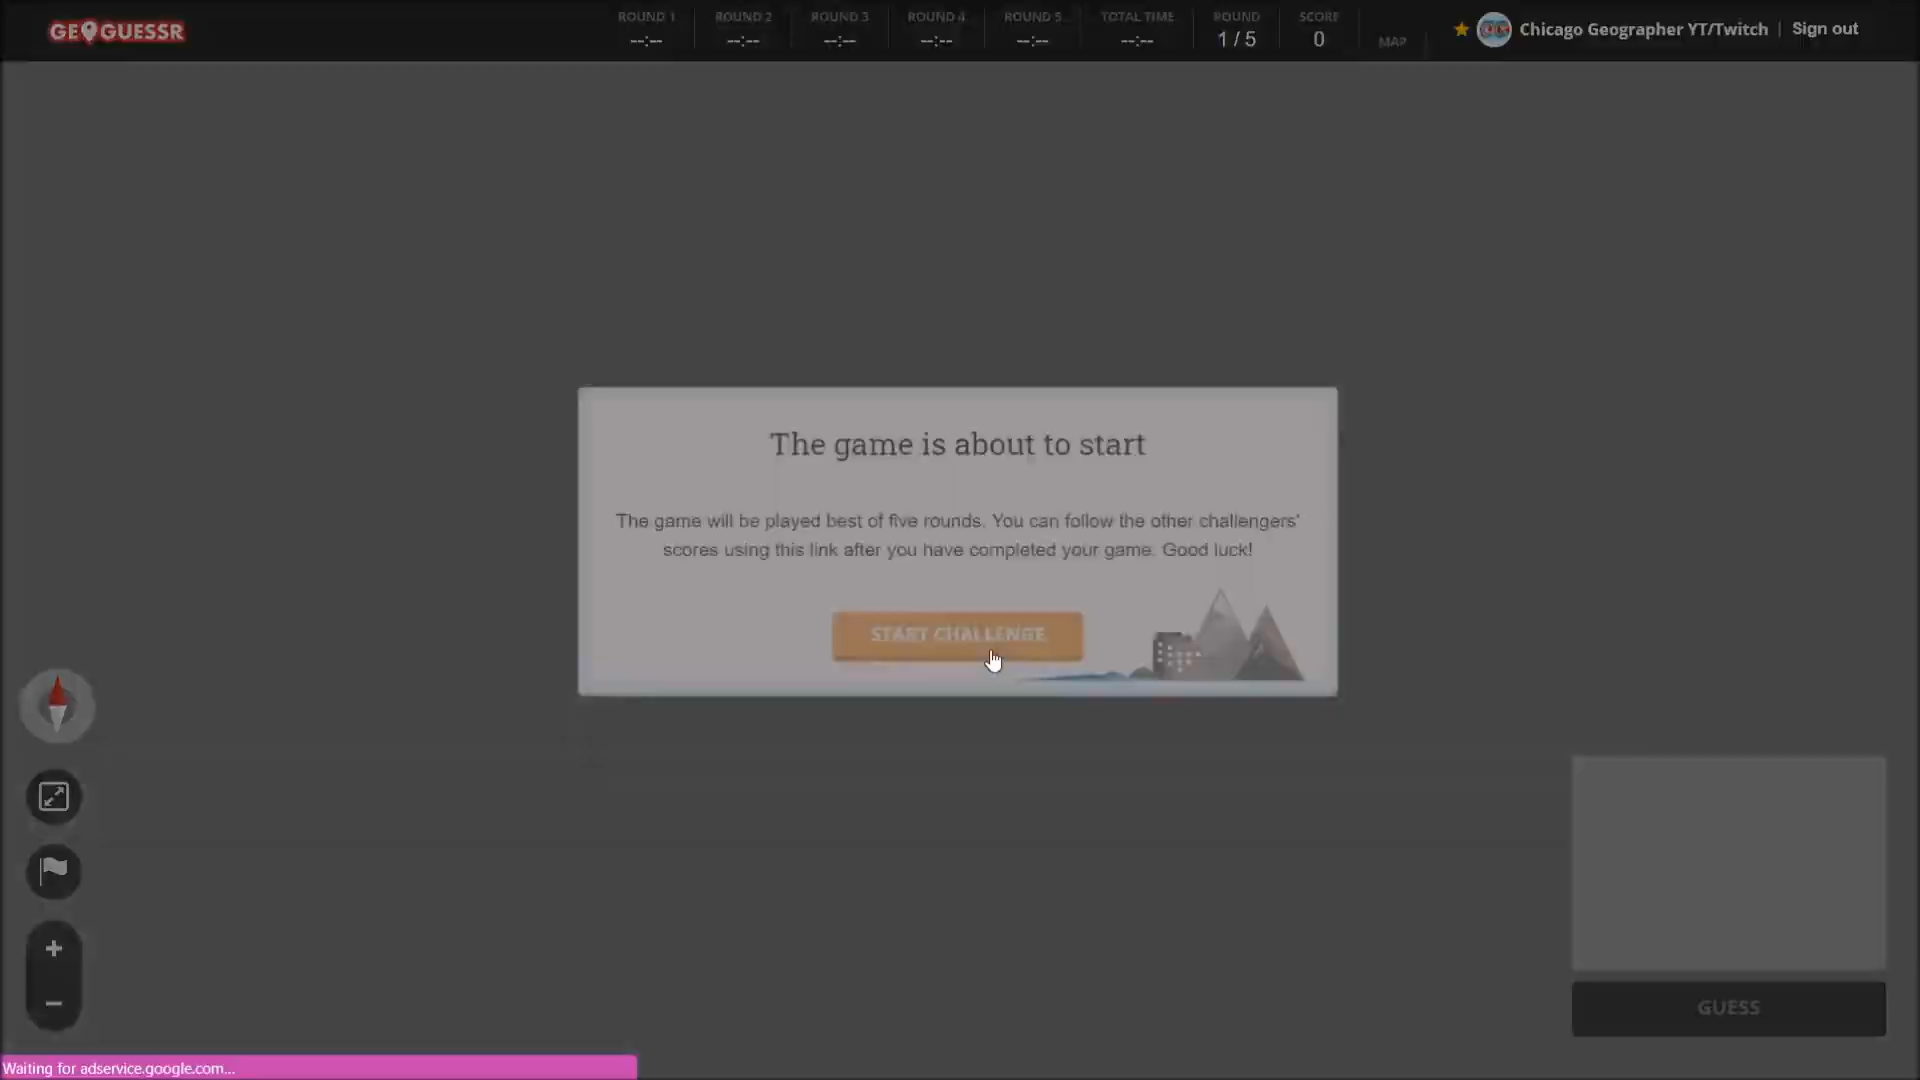 GEOGUESSR
ROUND 1 ROUND 2 ROUND 3 ROUND 4 ROUND 5 TOTAL TIME ROUND SCORE
--:-- --:-- --:-- --:-- --:-- --:-- 1 / 5 0 MAP
Chicago Geographer YT/Twitch | Sign out
The game is about to start
The game will be played best of five rounds. You can follow the other challengers'
scores using this link after you have completed your game. Good luck!
START CHALLENGE
GUESS
Waiting for adservice.google.com...